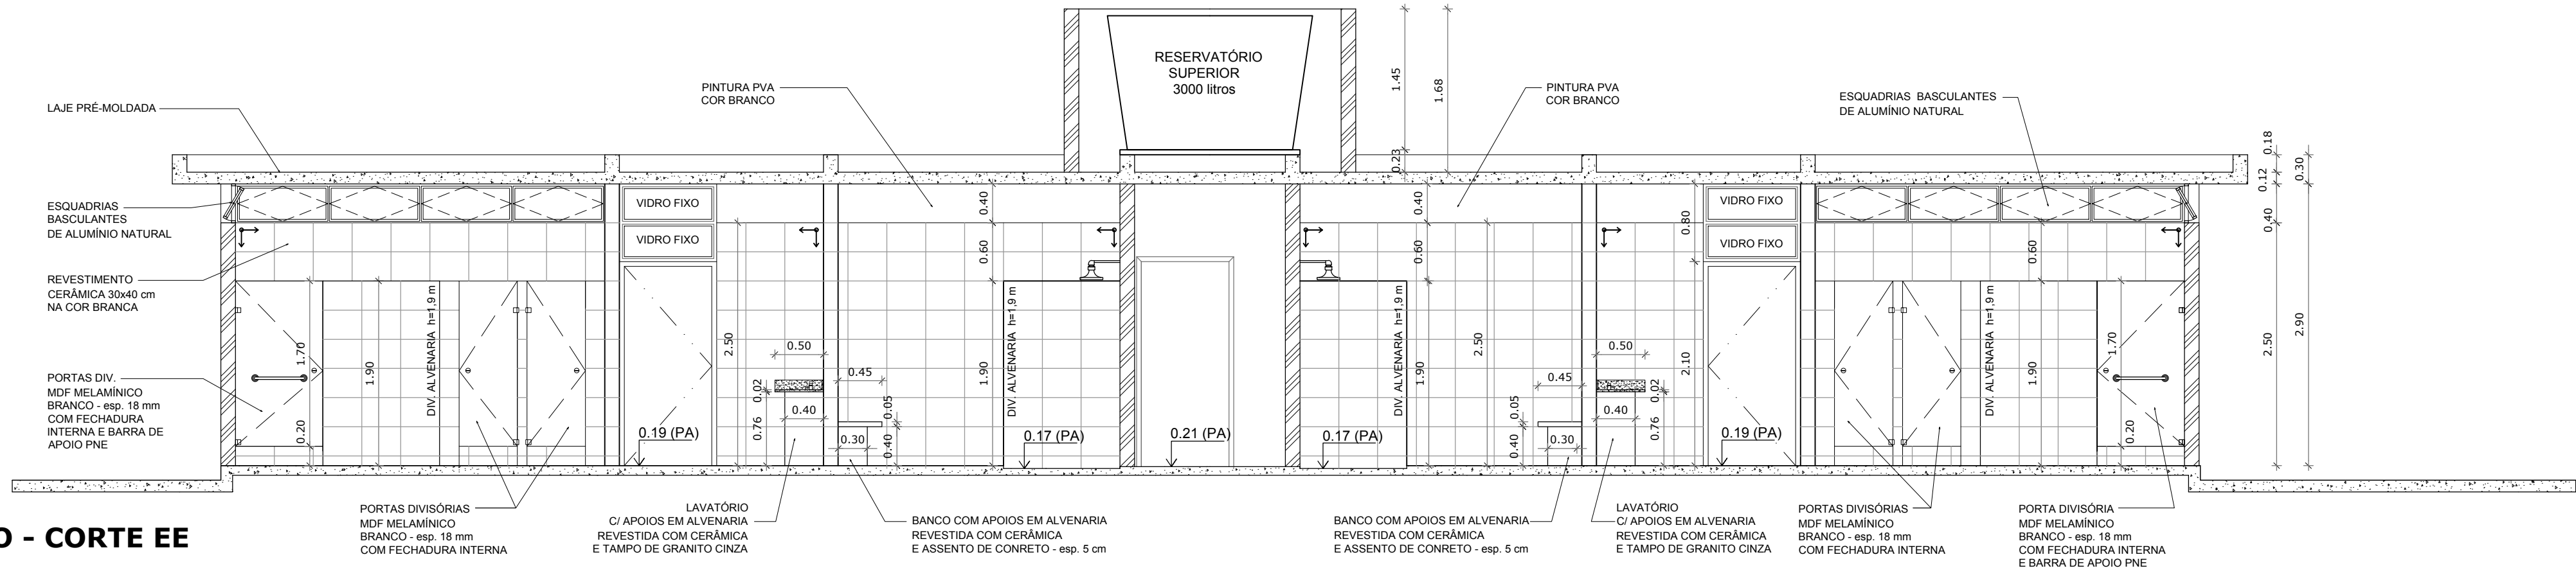 RESERVATÓRIO
SUPERIOR
3000 litros
1.45
1.68
0.23
LAJE PRÉ-MOLDADA
PINTURA PVA
COR BRANCO
PINTURA PVA
COR BRANCO
ESQUADRIAS BASCULANTES
DE ALUMÍNIO NATURAL
0.18
0.30
0.12
0.40
2.90
2.50
ESQUADRIAS
BASCULANTES
DE ALUMÍNIO NATURAL
REVESTIMENTO
CERÂMICA 30x40 cm
NA COR BRANCA
PORTAS DIV.
MDF MELAMÍNICO
BRANCO - esp. 18 mm
COM FECHADURA
INTERNA E BARRA DE
APOIO PNE
1.70
0.20
1.90
DIV. ALVENARIA h=1,9 m
VIDRO FIXO
VIDRO FIXO
0.19 (PA)
2.50
0.50
0.02
0.40
0.76
0.45
0.05
0.30
0.40
0.40
0.60
1.90
DIV. ALVENARIA h=1,9 m
0.17 (PA)
0.21 (PA)
0.17 (PA)
DIV. ALVENARIA h=1,9 m
0.40
0.60
1.90
2.50
0.45
0.05
0.30
0.40
0.50
0.02
0.40
0.76
0.80
2.10
VIDRO FIXO
VIDRO FIXO
0.19 (PA)
DIV. ALVENARIA h=1,9 m
0.60
1.90
1.70
0.20
O - CORTE EE
PORTAS DIVISÓRIAS
MDF MELAMÍNICO
BRANCO - esp. 18 mm
COM FECHADURA INTERNA
LAVATÓRIO
C/ APOIOS EM ALVENARIA
REVESTIDA COM CERÂMICA
E TAMPO DE GRANITO CINZA
BANCO COM APOIOS EM ALVENARIA
REVESTIDA COM CERÂMICA
E ASSENTO DE CONRETO - esp. 5 cm
BANCO COM APOIOS EM ALVENARIA
REVESTIDA COM CERÂMICA
E ASSENTO DE CONRETO - esp. 5 cm
LAVATÓRIO
C/ APOIOS EM ALVENARIA
REVESTIDA COM CERÂMICA
E TAMPO DE GRANITO CINZA
PORTAS DIVISÓRIAS
MDF MELAMÍNICO
BRANCO - esp. 18 mm
COM FECHADURA INTERNA
PORTA DIVISÓRIA
MDF MELAMÍNICO
BRANCO - esp. 18 mm
COM FECHADURA INTERNA
E BARRA DE APOIO PNE